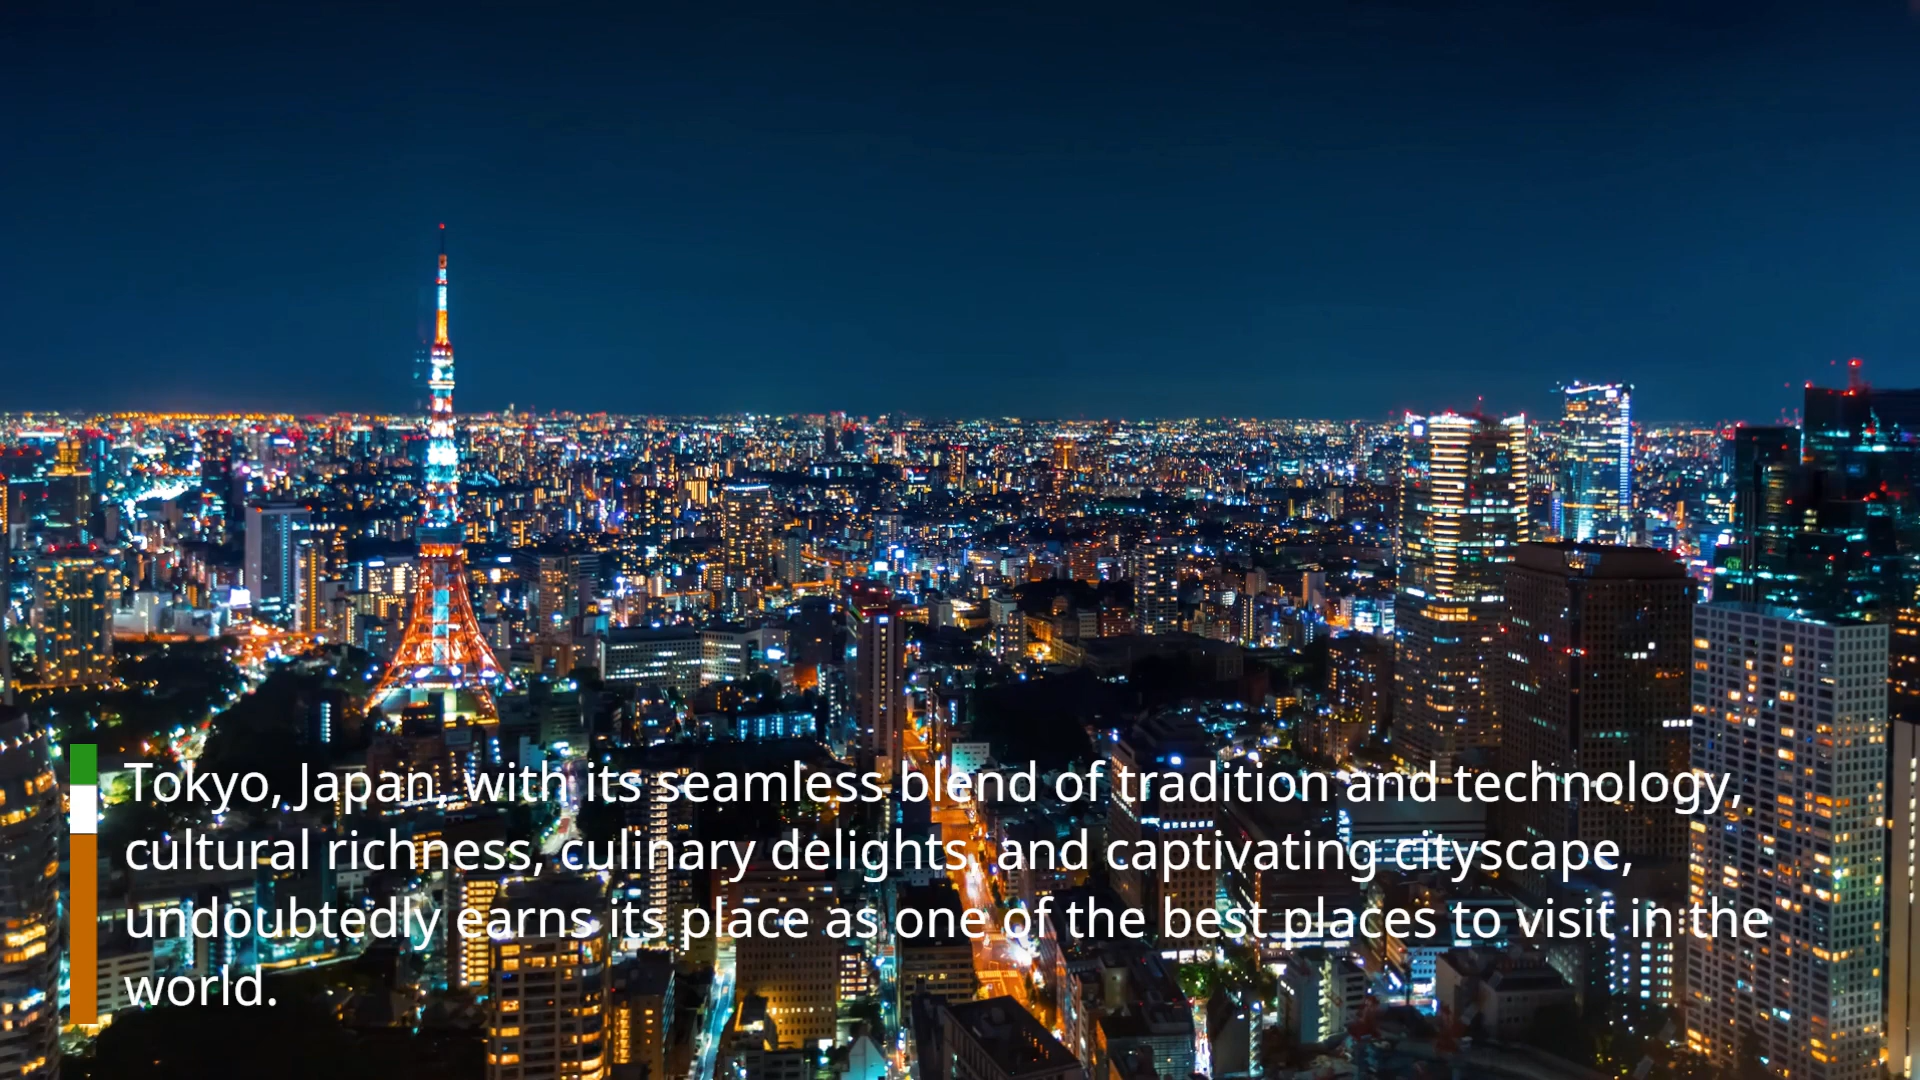 Tokyo, Japan, with its seamless blend of tradition and technology,
cultural richness, culinary delights, and captivating cityscape,
undoubtedly earns its place as one of the best places to visit in the
world.